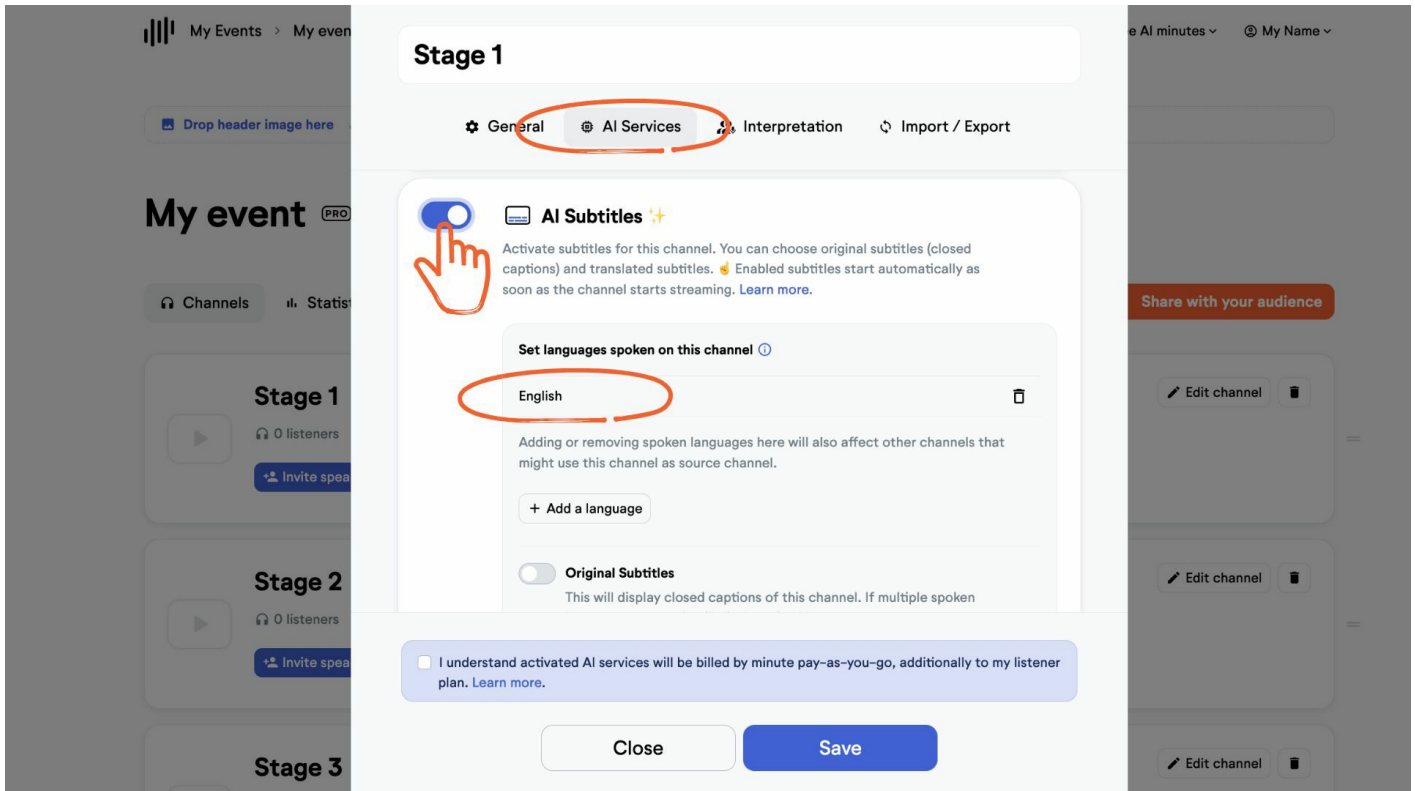 My Events > My even
e AI minutes
My Name
Drop header image here
My event PRO
Channels
Statist
Share with your audience
Stage 1
0 listeners
Invite spea
Edit channel
Stage 2
0 listeners
Invite spea
Edit channel
Stage 3
Edit channel
Stage 1
General
AI Services
Interpretation
Import / Export
AI Subtitles ✨
Activate subtitles for this channel. You can choose original subtitles (closed
captions) and translated subtitles. ☝️ Enabled subtitles start automatically as
soon as the channel starts streaming. Learn more.
Set languages spoken on this channel
English
Adding or removing spoken languages here will also affect other channels that
might use this channel as source channel.
+ Add a language
Original Subtitles
This will display closed captions of this channel. If multiple spoken
I understand activated AI services will be billed by minute pay-as-you-go, additionally to my listener
plan. Learn more.
Close
Save